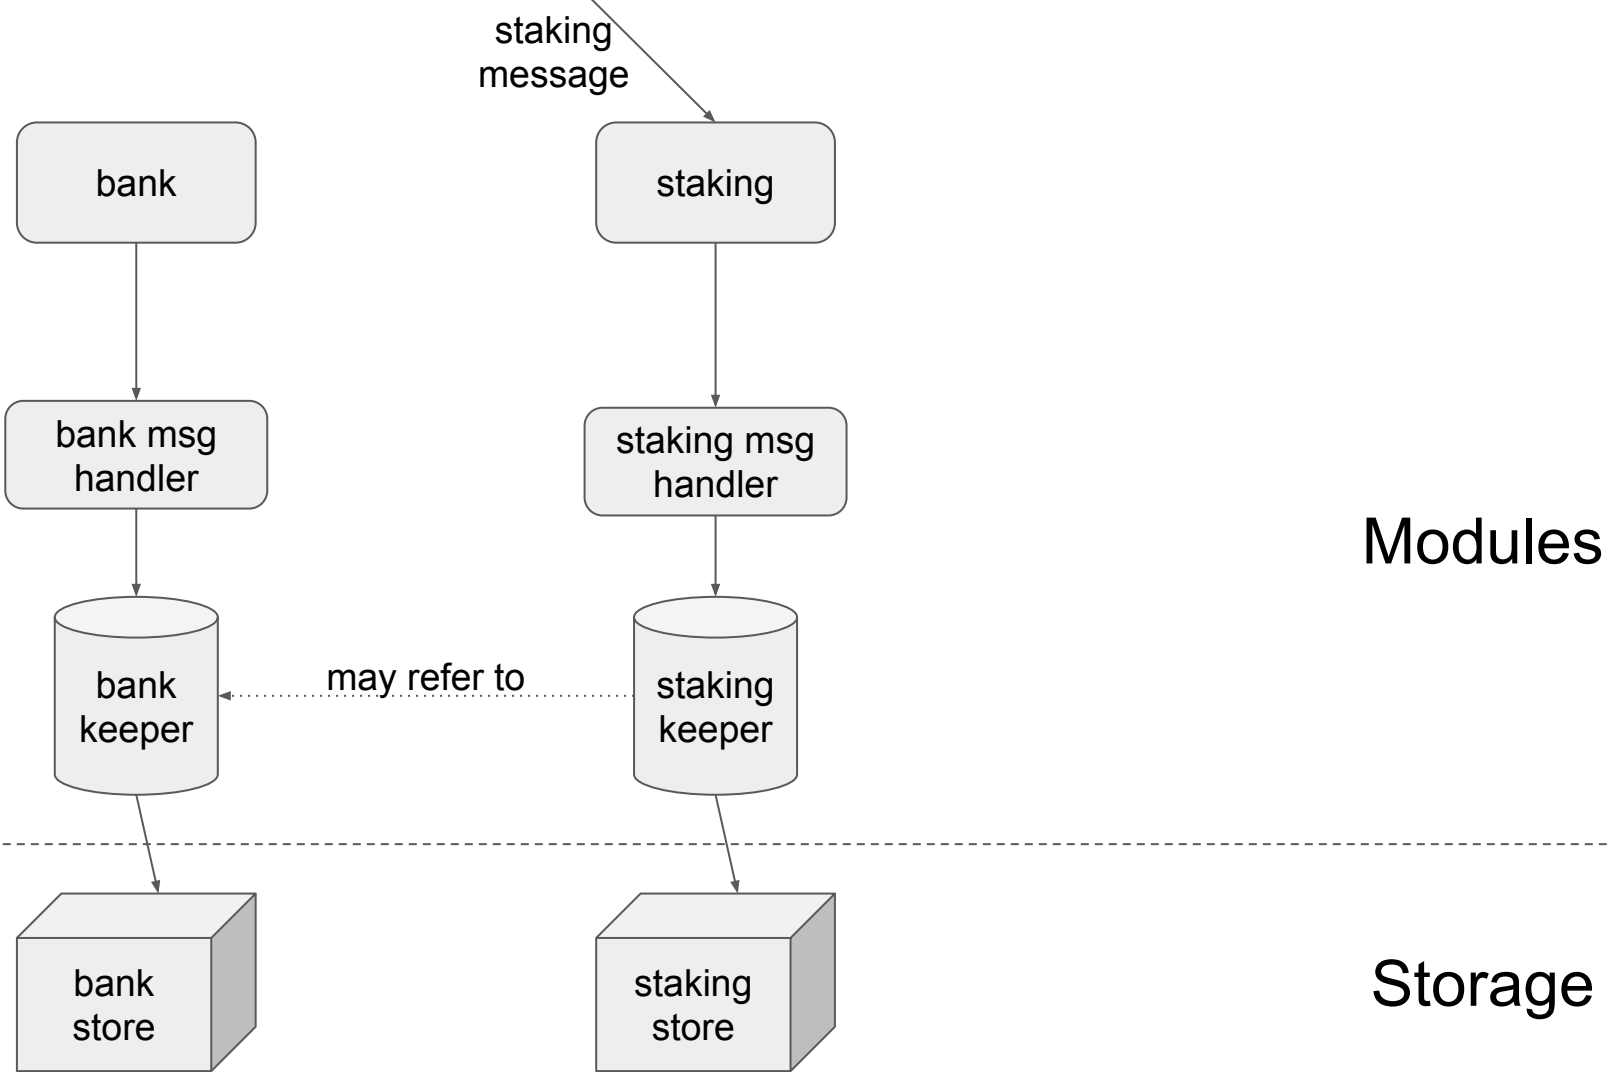 staking
message
bank
staking
bank msg
handler
staking msg
handler
Modules
bank
keeper
may refer to
staking
keeper
bank
store
staking
store
Storage